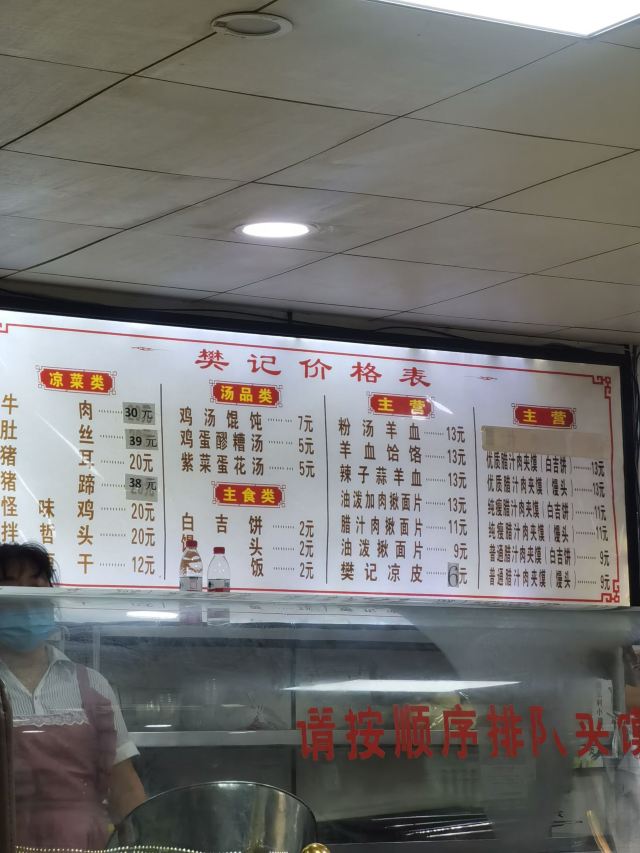 樊记价格表
凉菜类
牛 肉 30元
肚 丝 39元
猪 耳 20元
猪 蹄 38元
怪味鸡 20元
拌哲头 20元
干 12元
汤品类
鸡汤馄饨 7元
鸡蛋醪糟汤 5元
紫菜蛋花汤 5元
主食类
白吉饼 2元
头 2元
饭 2元
主营
粉汤羊血 13元
羊血饸饹 13元
辣子蒜羊血 13元
油泼加肉揪面片 13元
腊汁肉揪面片 11元
油泼揪面片 9元
樊记凉皮 6元
主营
优质腊汁肉夹馍(白吉饼) 13元
优质腊汁肉夹馍(馒头) 13元
纯瘦腊汁肉夹馍(白吉饼) 11元
纯瘦腊汁肉夹馍(馒头) 11元
普通腊汁肉夹馍(白吉饼) 9元
普通腊汁肉夹馍(馒头) 9元
请按顺序排队夹馍